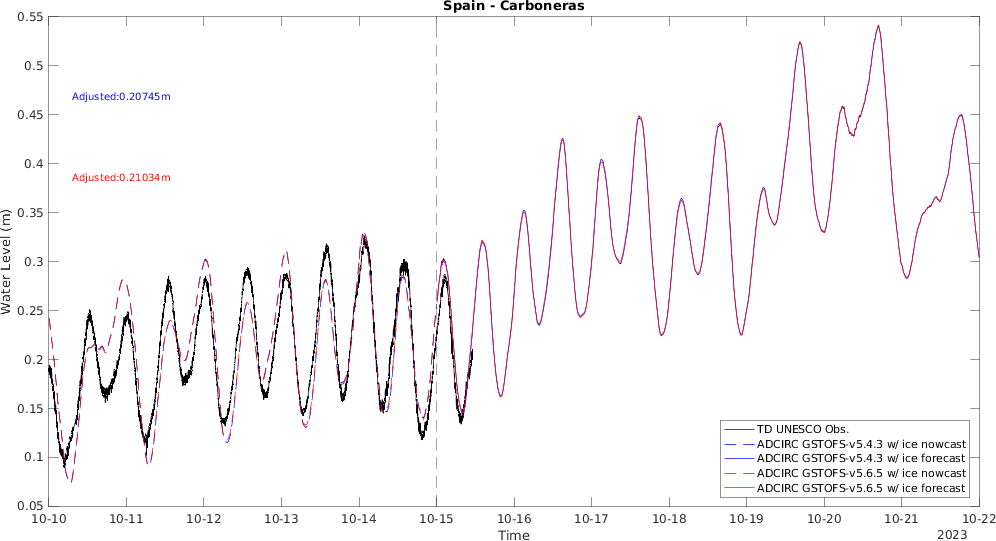 Spain - Carboneras
0.55
0.5
0.45
0.4
0.35
0.3
0.25
0.2
0.15
0.1
0.05
Water Level (m)
Adjusted:0.20745m
Adjusted:0.21034m
TD UNESCO Obs.
ADCIRC GSTOFS-v5.4.3 w/ ice nowcast
ADCIRC GSTOFS-v5.4.3 w/ ice forecast
ADCIRC GSTOFS-v5.6.5 w/ ice nowcast
ADCIRC GSTOFS-v5.6.5 w/ ice forecast
10-10 10-11 10-12 10-13 10-14 10-15 10-16 10-17 10-18 10-19 10-20 10-21 10-22
Time
2023